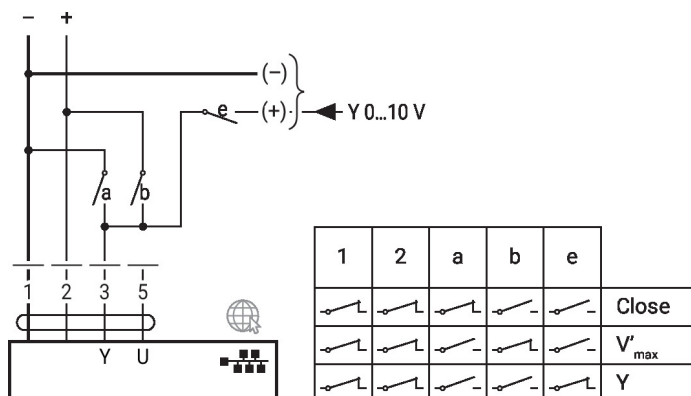 − +
(−)
e (+) Y 0...10 V
a b
1 2 3 5
Y U
1 2 a b e
Close
V'max
Y